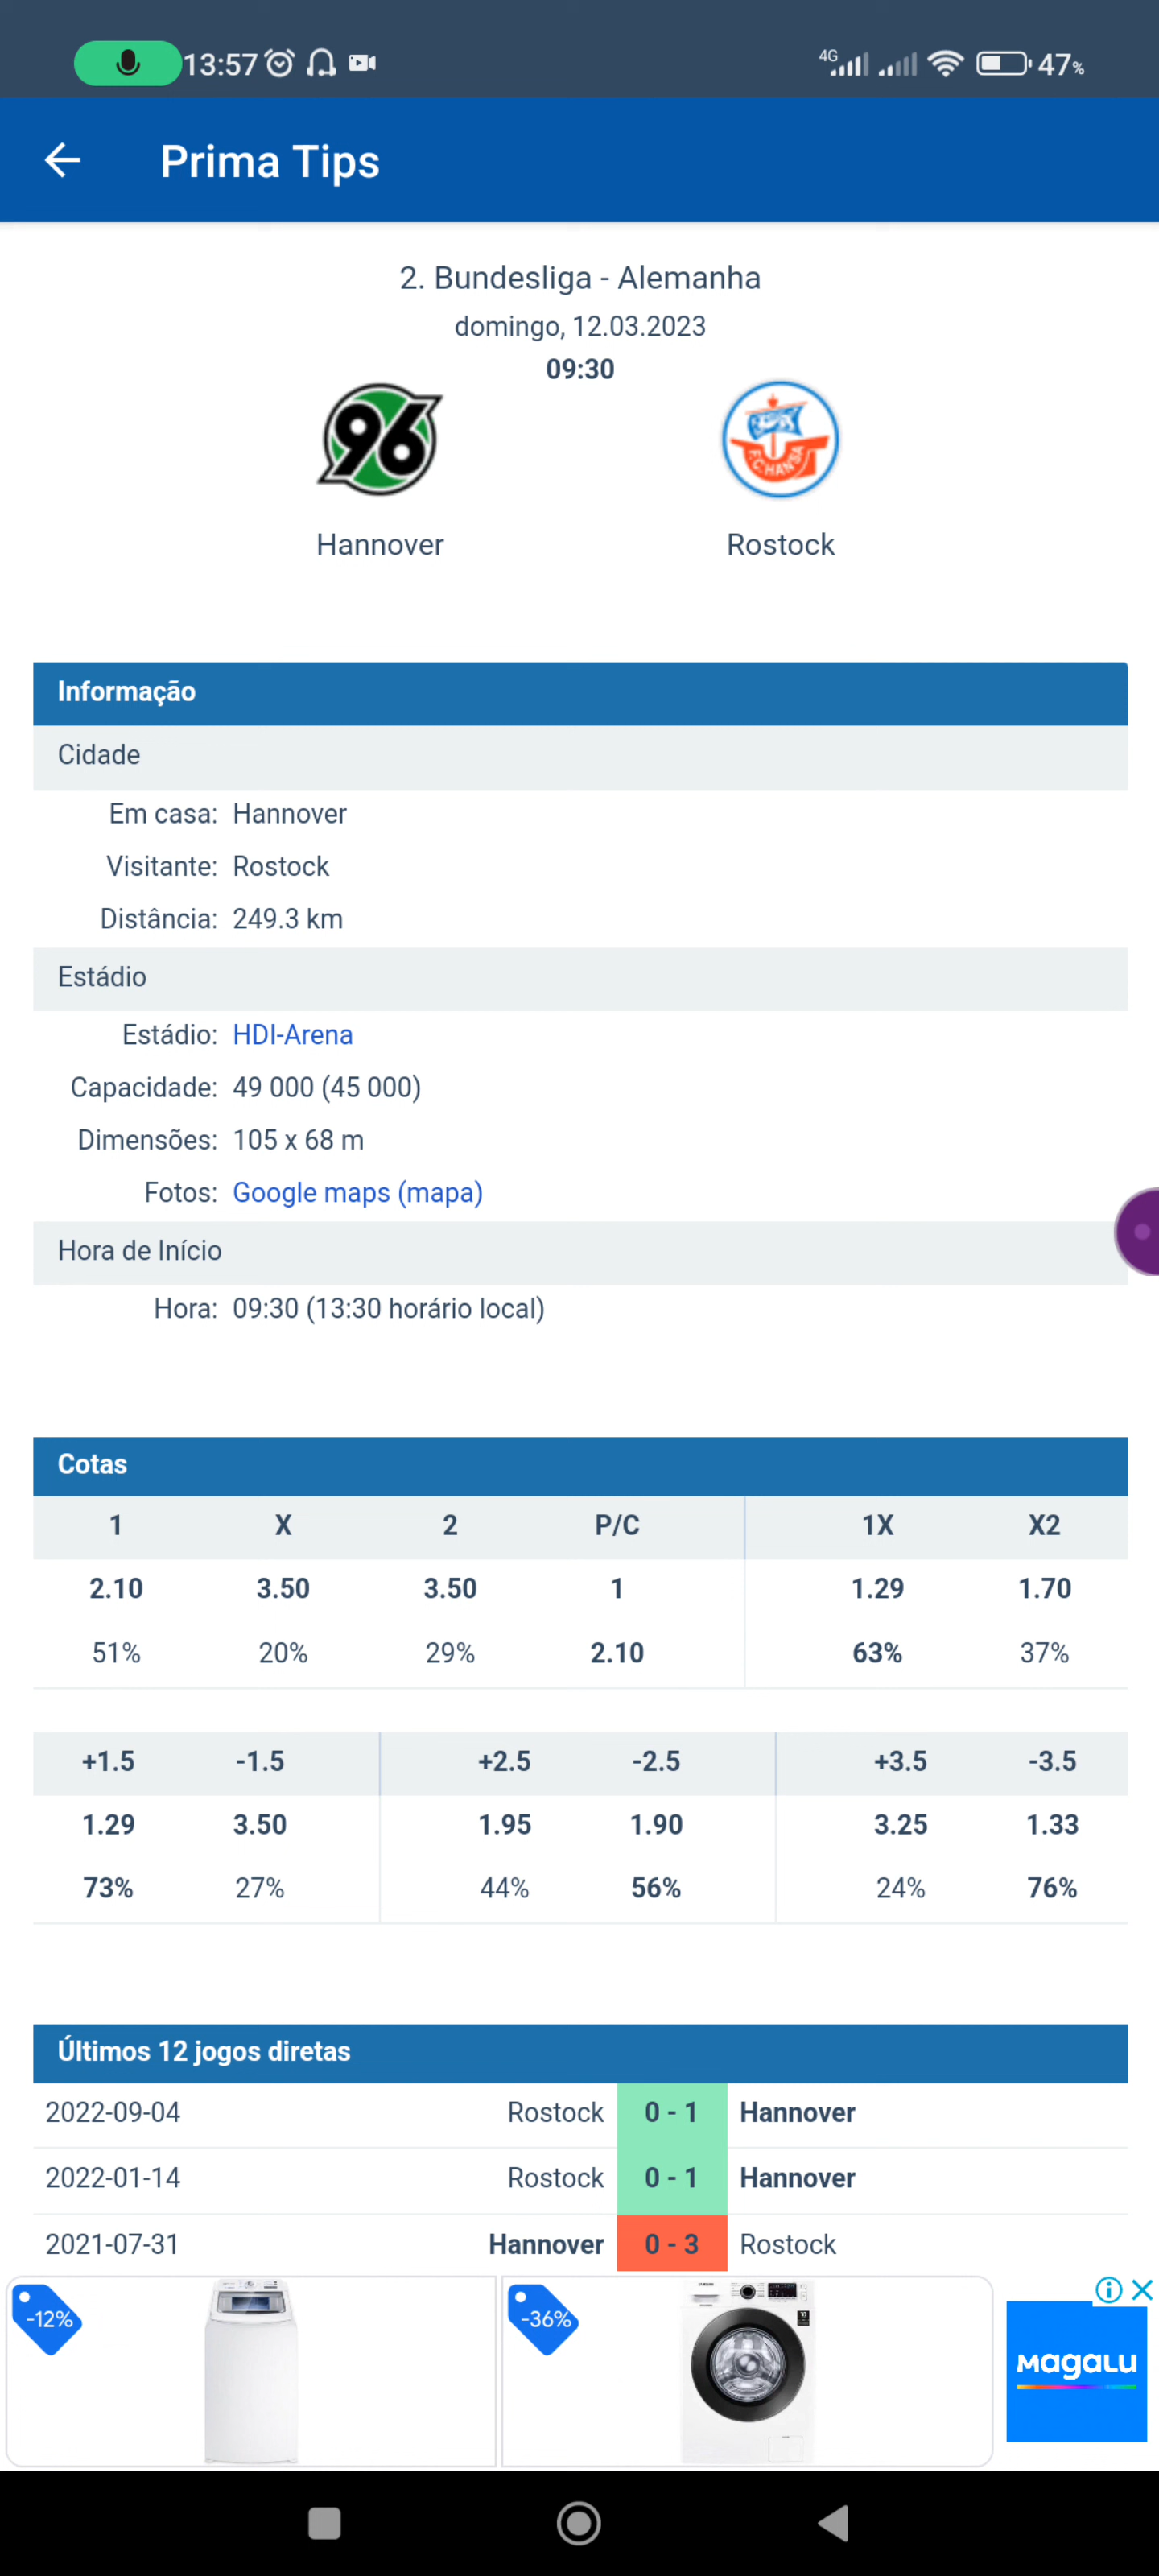 13:57 4G 47%
Prima Tips
2. Bundesliga - Alemanha
domingo, 12.03.2023
09:30
96
F.C. HANSA
Hannover Rostock
Informação
Cidade
Em casa: Hannover
Visitante: Rostock
Distância: 249.3 km
Estádio
Estádio: HDI-Arena
Capacidade: 49 000 (45 000)
Dimensões: 105 x 68 m
Fotos: Google maps (mapa)
Hora de Início
Hora: 09:30 (13:30 horário local)
Cotas
1 X 2 P/C 1X X2
2.10 3.50 3.50 1 1.29 1.70
51% 20% 29% 2.10 63% 37%
+1.5 -1.5 +2.5 -2.5 +3.5 -3.5
1.29 3.50 1.95 1.90 3.25 1.33
73% 27% 44% 56% 24% 76%
Últimos 12 jogos diretas
2022-09-04 Rostock 0 - 1 Hannover
2022-01-14 Rostock 0 - 1 Hannover
2021-07-31 Hannover 0 - 3 Rostock
-12% -36%
MagaLu